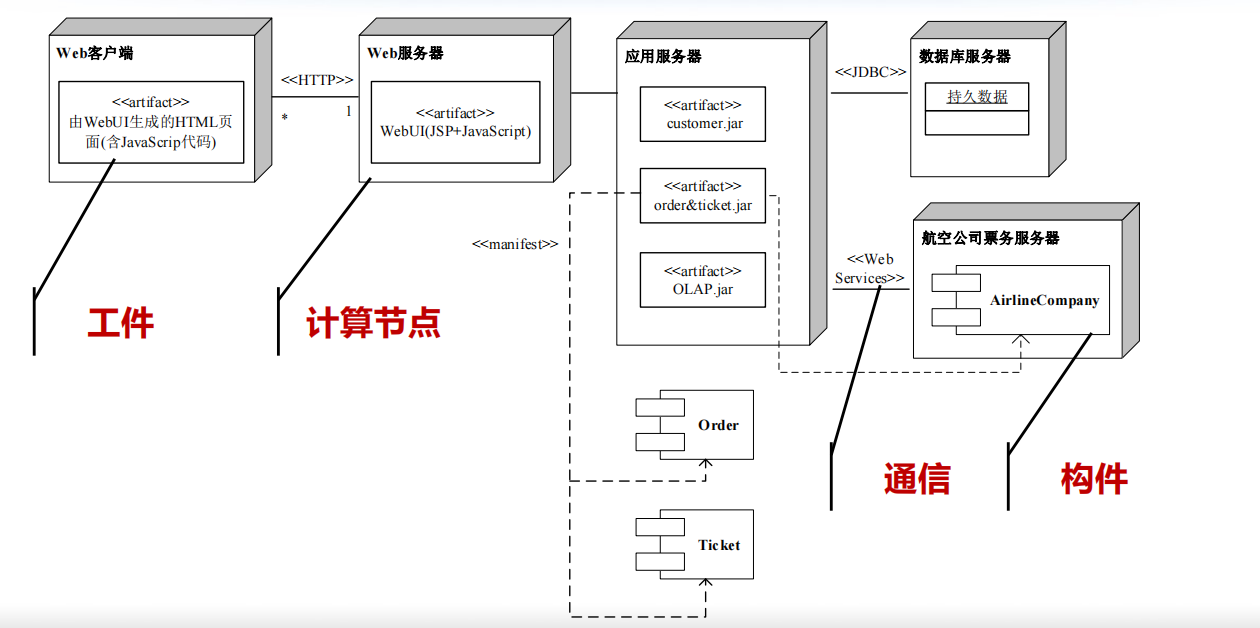 Web客户端
<<artifact>>
由WebUI生成的HTML页
面(含JavaScrip代码)
<<HTTP>>
*
1
Web服务器
<<artifact>>
WebUI(JSP+JavaScript)
应用服务器
<<artifact>>
customer.jar
<<artifact>>
order&ticket.jar
<<artifact>>
OLAP.jar
<<JDBC>>
数据库服务器
持久数据
<<Web
Services>>
航空公司票务服务器
AirlineCompany
<<manifest>>
工件
计算节点
Order
Ticket
通信
构件